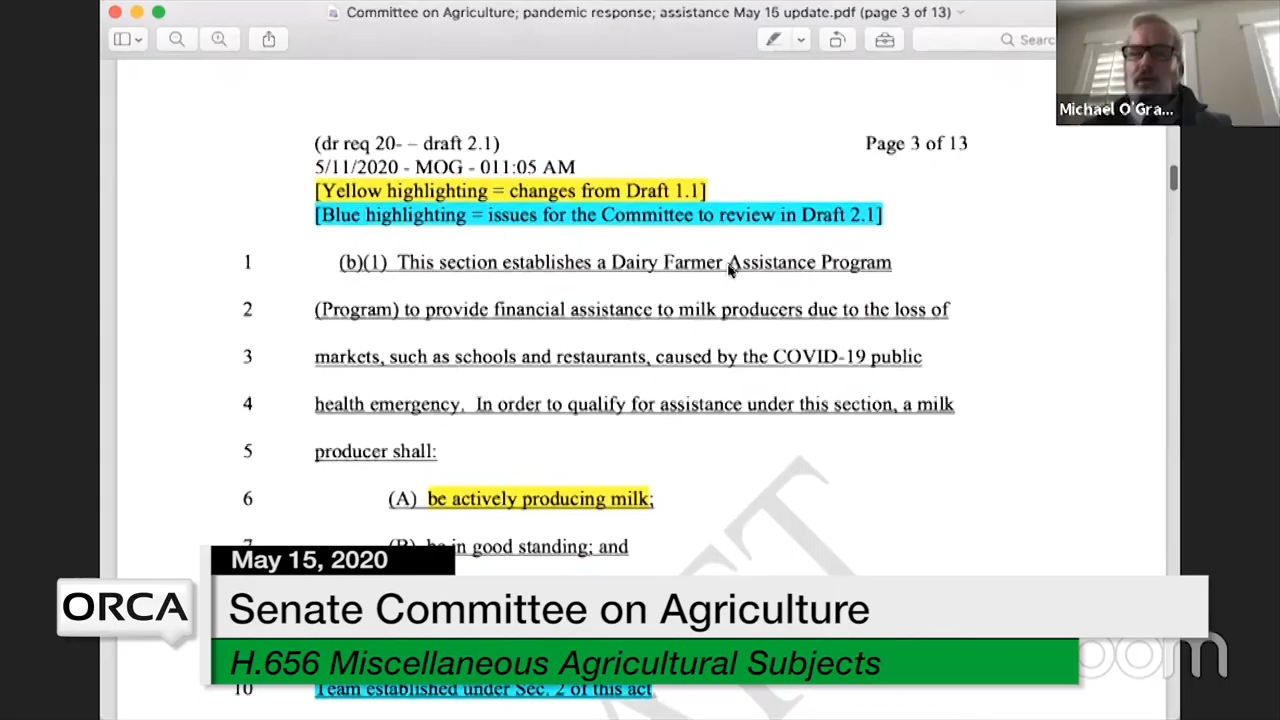 Committee on Agriculture; pandemic response; assistance May 15 update.pdf (page 3 of 13)
Searc
Michael O'Gra...
(dr req 20- – draft 2.1) Page 3 of 13
5/11/2020 - MOG - 011:05 AM
[Yellow highlighting = changes from Draft 1.1]
[Blue highlighting = issues for the Committee to review in Draft 2.1]
1 (b)(1) This section establishes a Dairy Farmer Assistance Program
2 (Program) to provide financial assistance to milk producers due to the loss of
3 markets, such as schools and restaurants, caused by the COVID-19 public
4 health emergency. In order to qualify for assistance under this section, a milk
5 producer shall:
6 (A) be actively producing milk;
7 (B) be in good standing; and
May 15, 2020
ORCA
Senate Committee on Agriculture
H.656 Miscellaneous Agricultural Subjects
10 Team established under Sec. 2 of this act